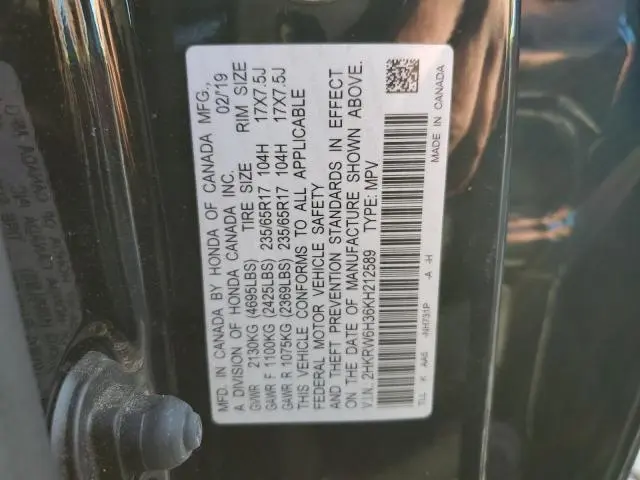 MFD. IN CANADA BY HONDA OF CANADA MFG.,
A DIVISION OF HONDA CANADA INC. 02/19
GVWR 2130KG (4695LBS) TIRE SIZE RIM SIZE
GAWR F 1100KG (2425LBS) 235/65R17 104H 17X7.5J
GAWR R 1075KG (2369LBS) 235/65R17 104H 17X7.5J
THIS VEHICLE CONFORMS TO ALL APPLICABLE
FEDERAL MOTOR VEHICLE SAFETY
AND THEFT PREVENTION STANDARDS IN EFFECT
ON THE DATE OF MANUFACTURE SHOWN ABOVE.
V.I.N. 2HKRW6H36KH212589 TYPE: MPV
TLL K AA5 -NH731P -A -H
MADE IN CANADA